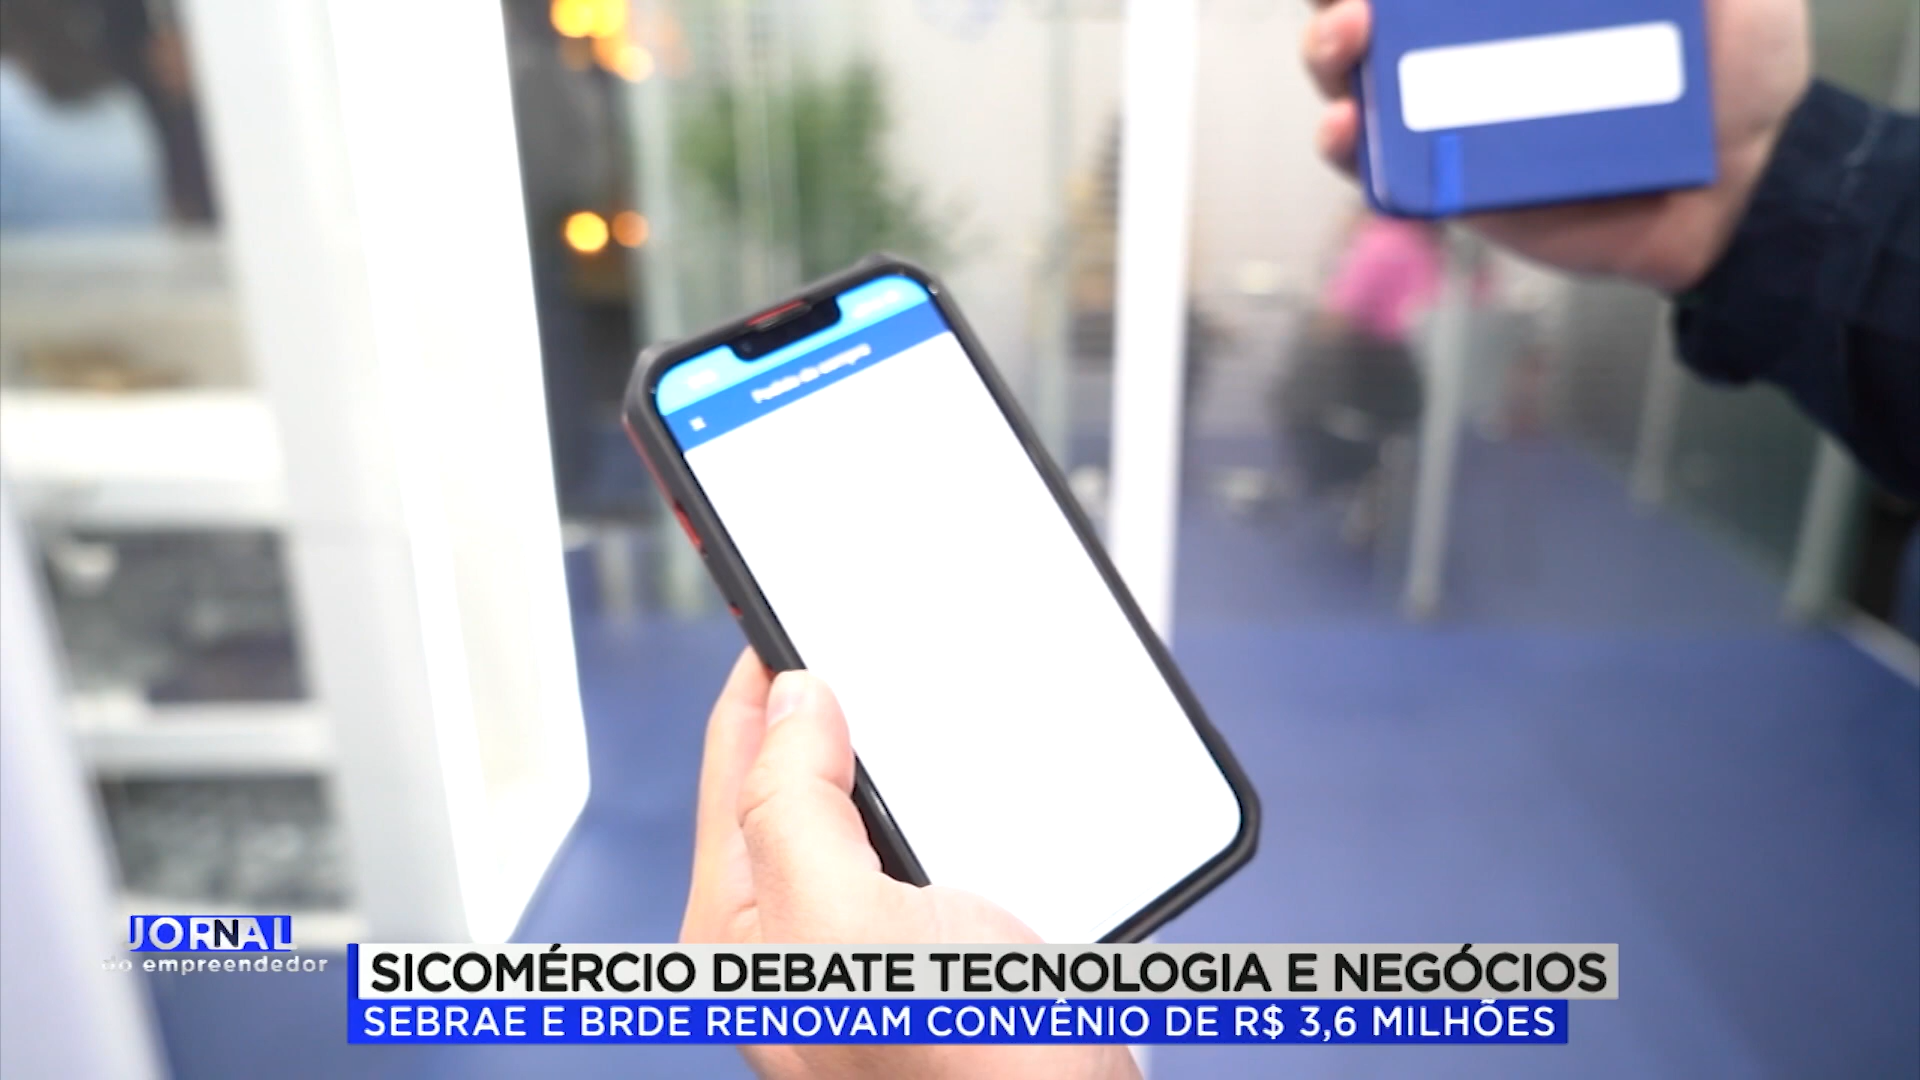 JORNAL
do empreendedor
SICOMÉRCIO DEBATE TECNOLOGIA E NEGÓCIOS
SEBRAE E BRDE RENOVAM CONVÊNIO DE R$ 3,6 MILHÕES